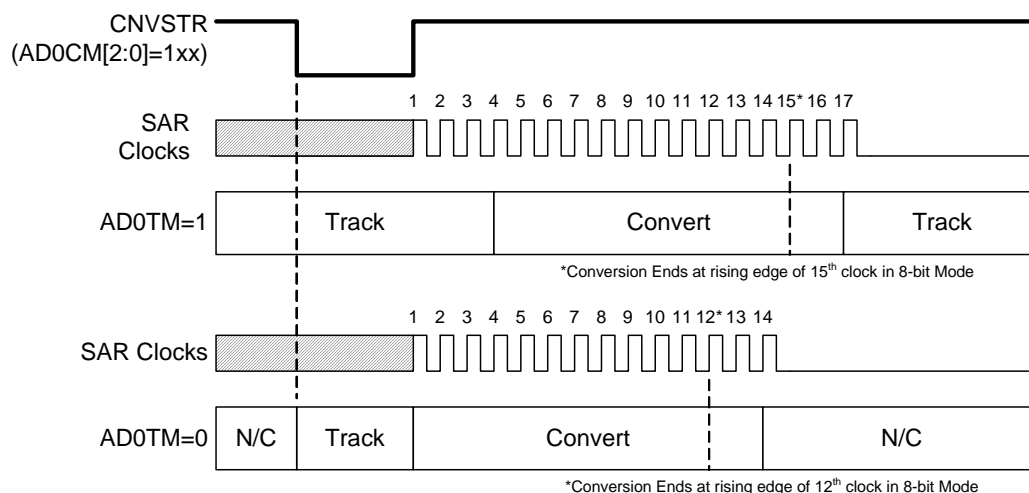 CNVSTR
(AD0CM[2:0]=1xx)
1 2 3 4 5 6 7 8 9 10 11 12 13 14 15* 16 17
SAR
Clocks
AD0TM=1 Track Convert Track
*Conversion Ends at rising edge of 15th clock in 8-bit Mode
1 2 3 4 5 6 7 8 9 10 11 12* 13 14
SAR Clocks
AD0TM=0 N/C Track Convert N/C
*Conversion Ends at rising edge of 12th clock in 8-bit Mode